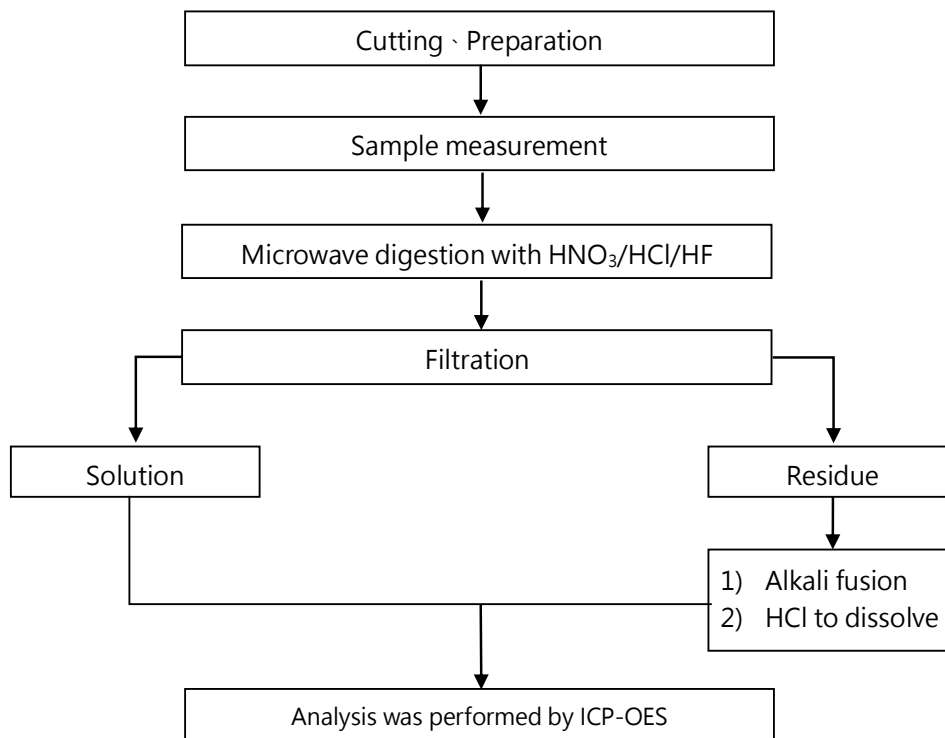 Cutting、Preparation
Sample measurement
Microwave digestion with HNO₃/HCl/HF
Filtration
Solution
Residue
1) Alkali fusion
2) HCl to dissolve
Analysis was performed by ICP-OES